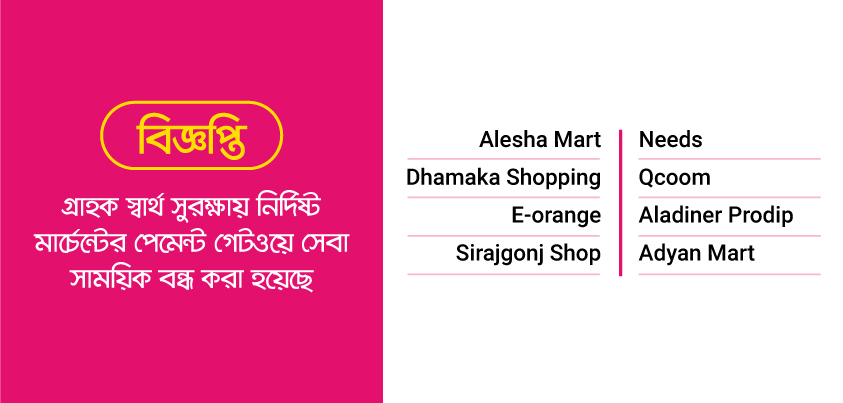 বিজ্ঞপ্তি
গ্রাহক স্বার্থ সুরক্ষায় নির্দিষ্ট
মার্চেন্টের পেমেন্ট গেটওয়ে সেবা
সাময়িক বন্ধ করা হয়েছে
Alesha Mart
Dhamaka Shopping
E-orange
Sirajgonj Shop
Needs
Qcoom
Aladiner Prodip
Adyan Mart